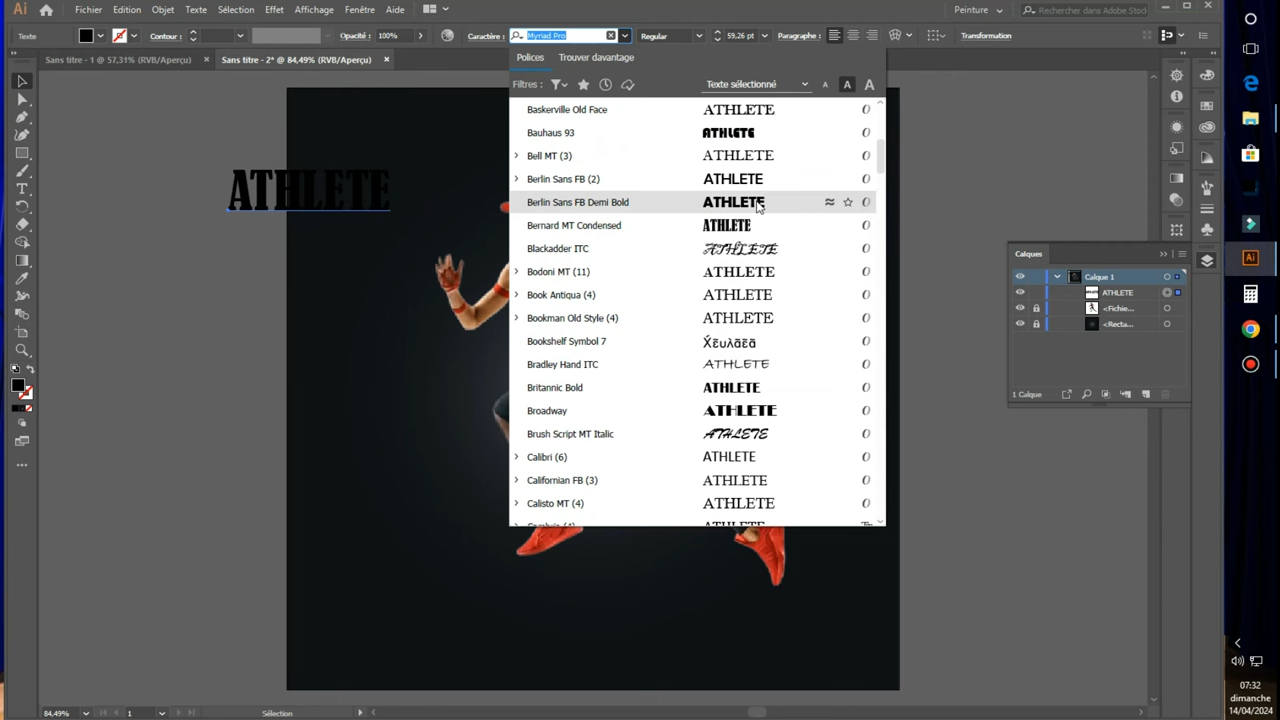 Ai
Fichier Edition Objet Texte Sélection Effet Affichage Fenêtre Aide
Peinture
Rechercher dans Adobe Stock
Texte
Contour :
Opacité : 100%
Caractère : Myriad Pro
Regular
59,26 pt
Paragraphe :
Transformation
Sans titre - 1 @ 57,31% (RVB/Aperçu) ×
Sans titre - 2* @ 84,49% (RVB/Aperçu) ×
Polices Trouver davantage
Filtres :
Texte sélectionné
A A A
Baskerville Old Face ATHLETE
Bauhaus 93 ATHLETE
Bell MT (3) ATHLETE
Berlin Sans FB (2) ATHLETE
Berlin Sans FB Demi Bold ATHLETE
Bernard MT Condensed ATHLETE
Blackadder ITC ATHLETE
Bodoni MT (11) ATHLETE
Book Antiqua (4) ATHLETE
Bookman Old Style (4) ATHLETE
Bookshelf Symbol 7
Bradley Hand ITC ATHLETE
Britannic Bold ATHLETE
Broadway ATHLETE
Brush Script MT Italic ATHLETE
Calibri (6) ATHLETE
Californian FB (3) ATHLETE
Calisto MT (4) ATHLETE
ATHLETE
Calques
Calque 1
ATHLETE
<Fichie...
<Recta...
1 Calque
84,49%
1
Sélection
Ai
07:32
dimanche
14/04/2024